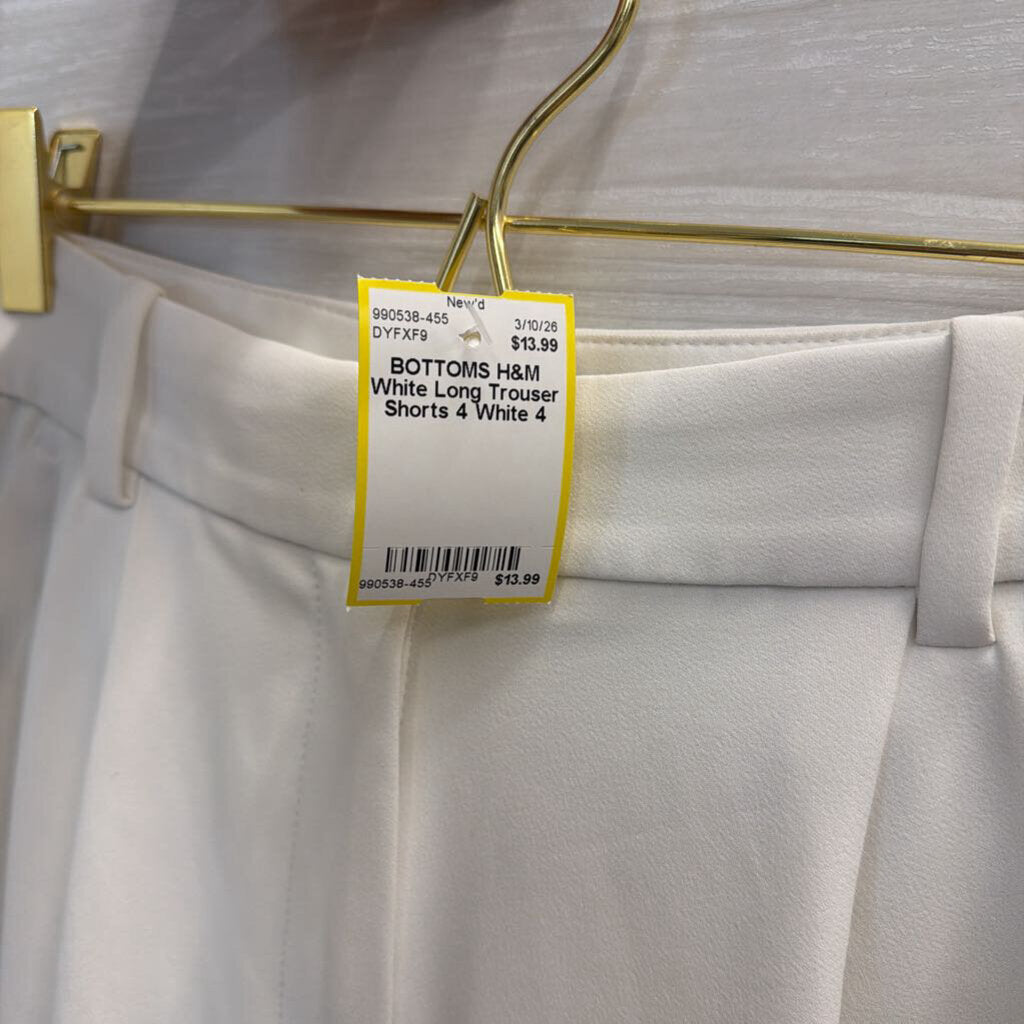 New'd
990538-455 3/10/26
DYFXF9 $13.99
BOTTOMS H&M
White Long Trouser
Shorts 4 White 4
990538-455 DYFXF9 $13.99